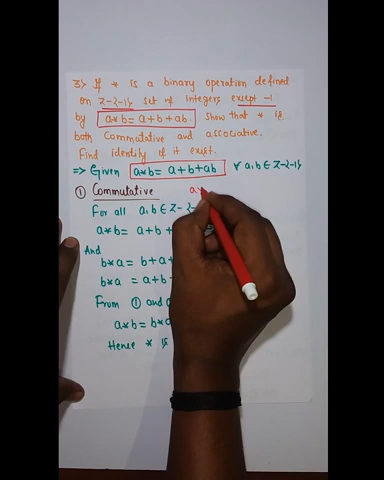 3) If * is a binary operation defined
on Z-{-1}, set of integers except -1
by a*b = a+b+ab. Show that * is
both Commutative and associative.
Find identity if it exist.
=> Given a*b = a+b+ab ∀ a,b ∈ Z-{-1}
① Commutative a*
For all a,b ∈ Z-{-
a*b = a+b+
And
b*a = b+a+
b*a = a+b
From ① and
a*b = b*a
Hence * is